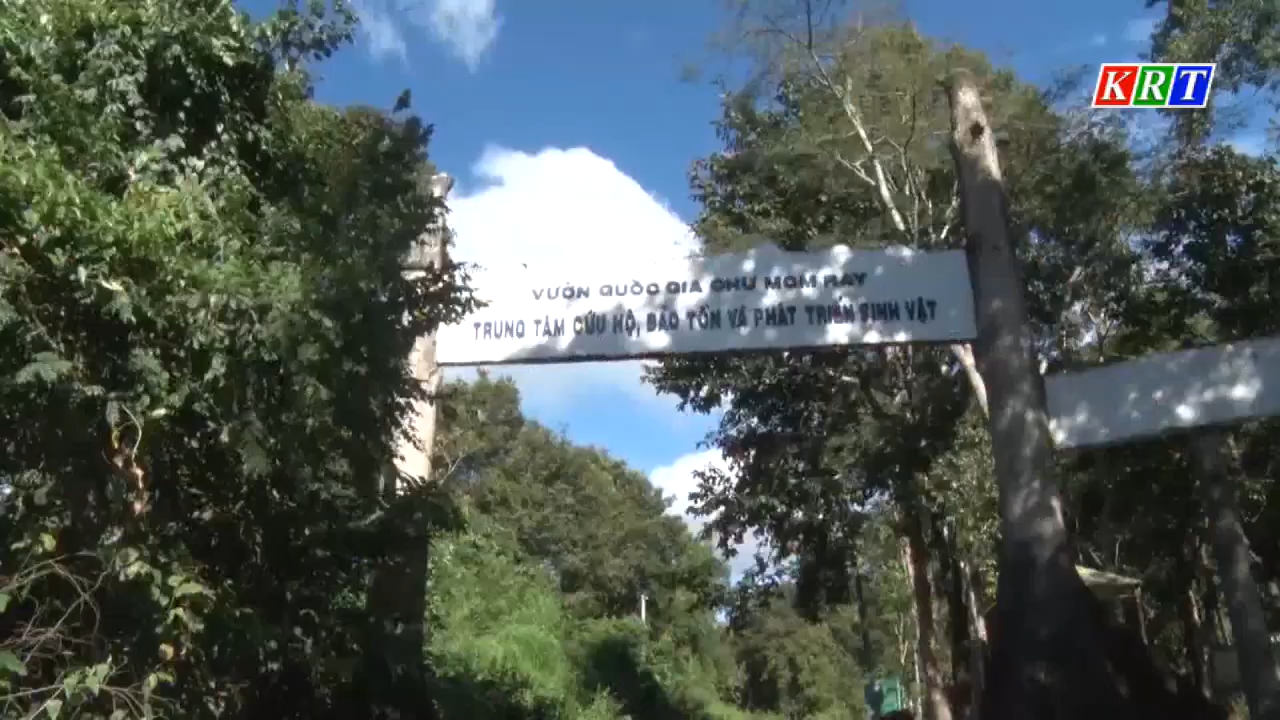 KRT
VƯỜN QUỐC GIA CHƯ MOM RAY
TRUNG TÂM CỨU HỘ, BẢO TỒN VÀ PHÁT TRIỂN SINH VẬT